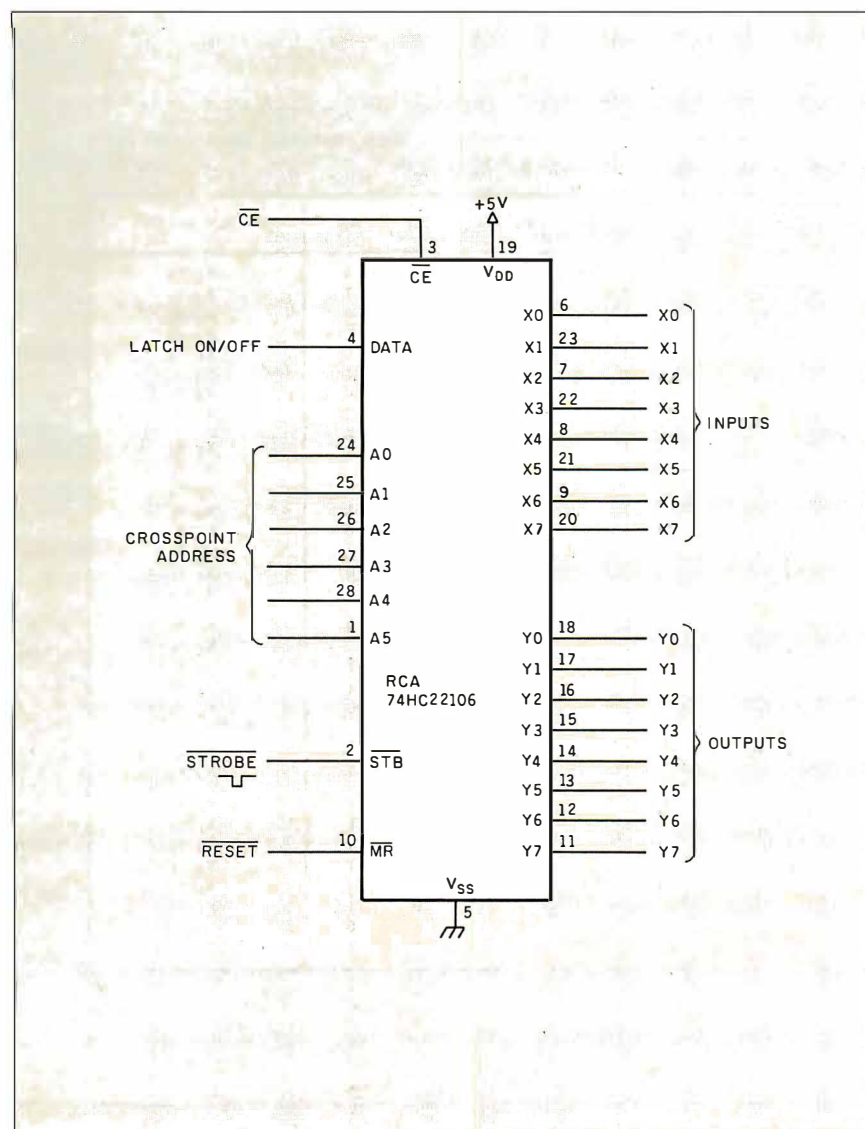 +5V
CE
3
19
CE
VDD
6
X0
X0
23
LATCH ON/OFF
4
DATA
X1
X1
7
X2
X2
22
X3
X3
8
X4
X4
INPUTS
24
A0
21
X5
X5
25
A1
9
X6
X6
26
A2
20
X7
X7
CROSSPOINT
ADDRESS
27
A3
28
A4
1
A5
18
Y0
Y0
17
Y1
Y1
RCA
74HC22106
16
Y2
Y2
15
Y3
Y3
14
Y4
Y4
OUTPUTS
STROBE
2
STB
13
Y5
Y5
12
Y6
Y6
11
Y7
Y7
RESET
10
MR
VSS
5